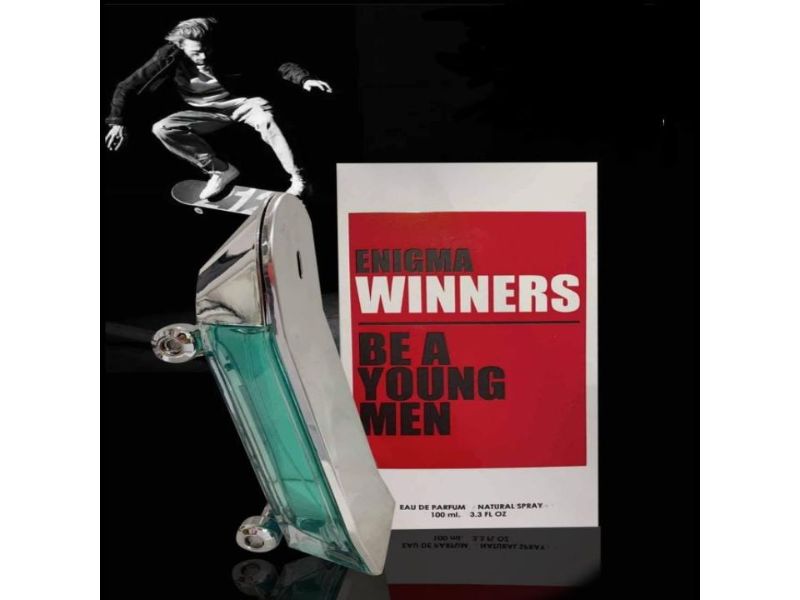 ENIGMA
WINNERS
BE A
YOUNG
MEN
EAU DE PARFUM NATURAL SPRAY
100 ml. 3.3 FL OZ